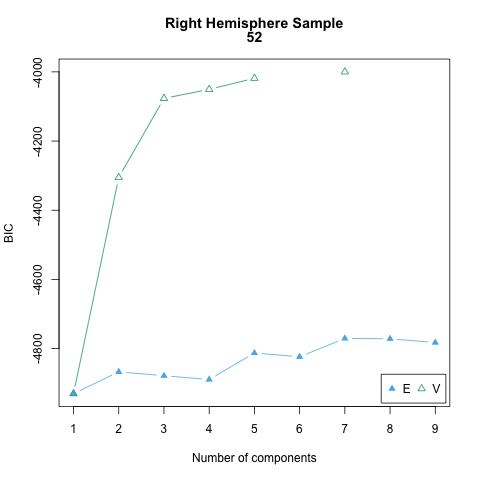 Right Hemisphere Sample
52
BIC
-4000
-4200
-4400
-4600
-4800
1 2 3 4 5 6 7 8 9
Number of components
E V